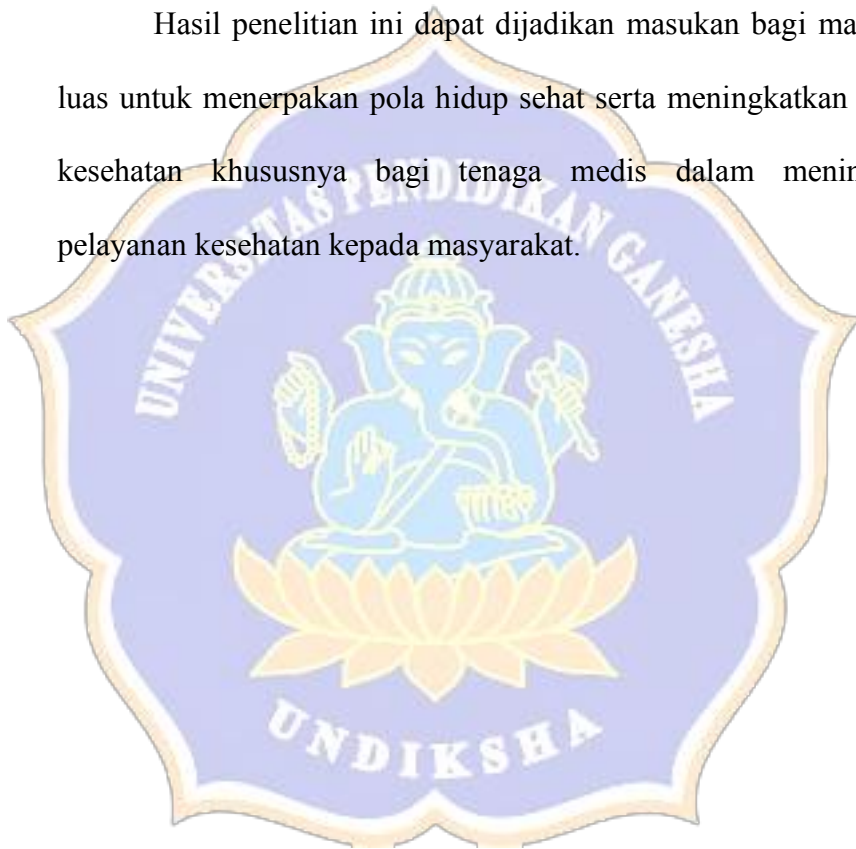 Hasil penelitian ini dapat dijadikan masukan bagi ma
luas untuk menerpakan pola hidup sehat serta meningkatkan
kesehatan khususnya bagi tenaga medis dalam menin
pelayanan kesehatan kepada masyarakat.
UNIVERSITAS PENDIDIKAN GANESHA
UNDIKSHA